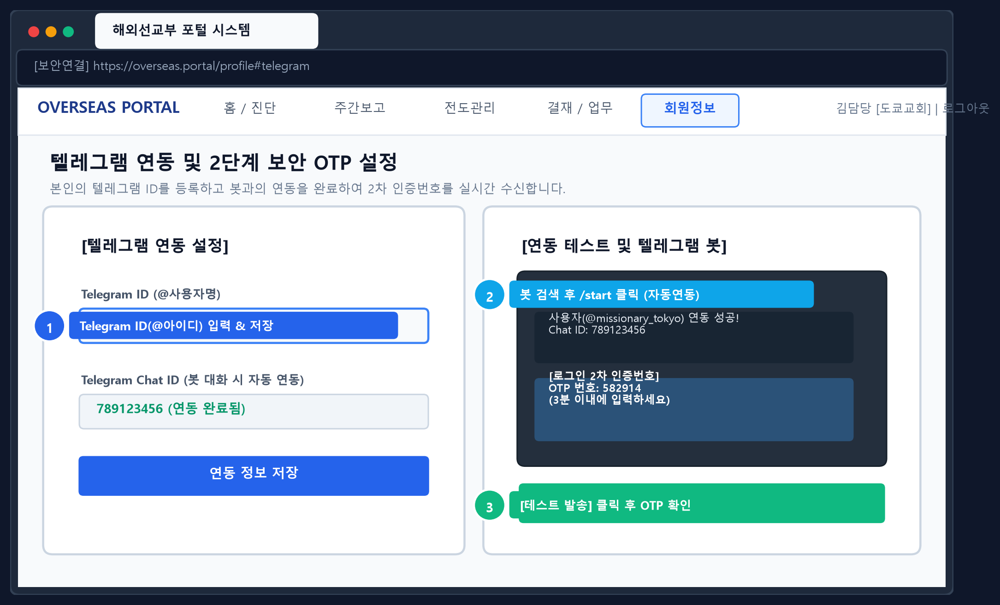 해외선교부 포털 시스템
[보안연결] https://overseas.portal/profile#telegram
OVERSEAS PORTAL 홈 / 진단 주간보고 전도관리 결재 / 업무 회원정보 김담당 [도쿄교회] | 로그아웃
텔레그램 연동 및 2단계 보안 OTP 설정
본인의 텔레그램 ID를 등록하고 봇과의 연동을 완료하여 2차 인증번호를 실시간 수신합니다.
[텔레그램 연동 설정]
Telegram ID (@사용자명)
1 Telegram ID(@아이디) 입력 & 저장
Telegram Chat ID (봇 대화 시 자동 연동)
789123456 (연동 완료됨)
연동 정보 저장
[연동 테스트 및 텔레그램 봇]
2 봇 검색 후 /start 클릭 (자동연동)
사용자(@missionary_tokyo) 연동 성공!
Chat ID: 789123456
[로그인 2차 인증번호]
OTP 번호: 582914
(3분 이내에 입력하세요)
3 [테스트 발송] 클릭 후 OTP 확인